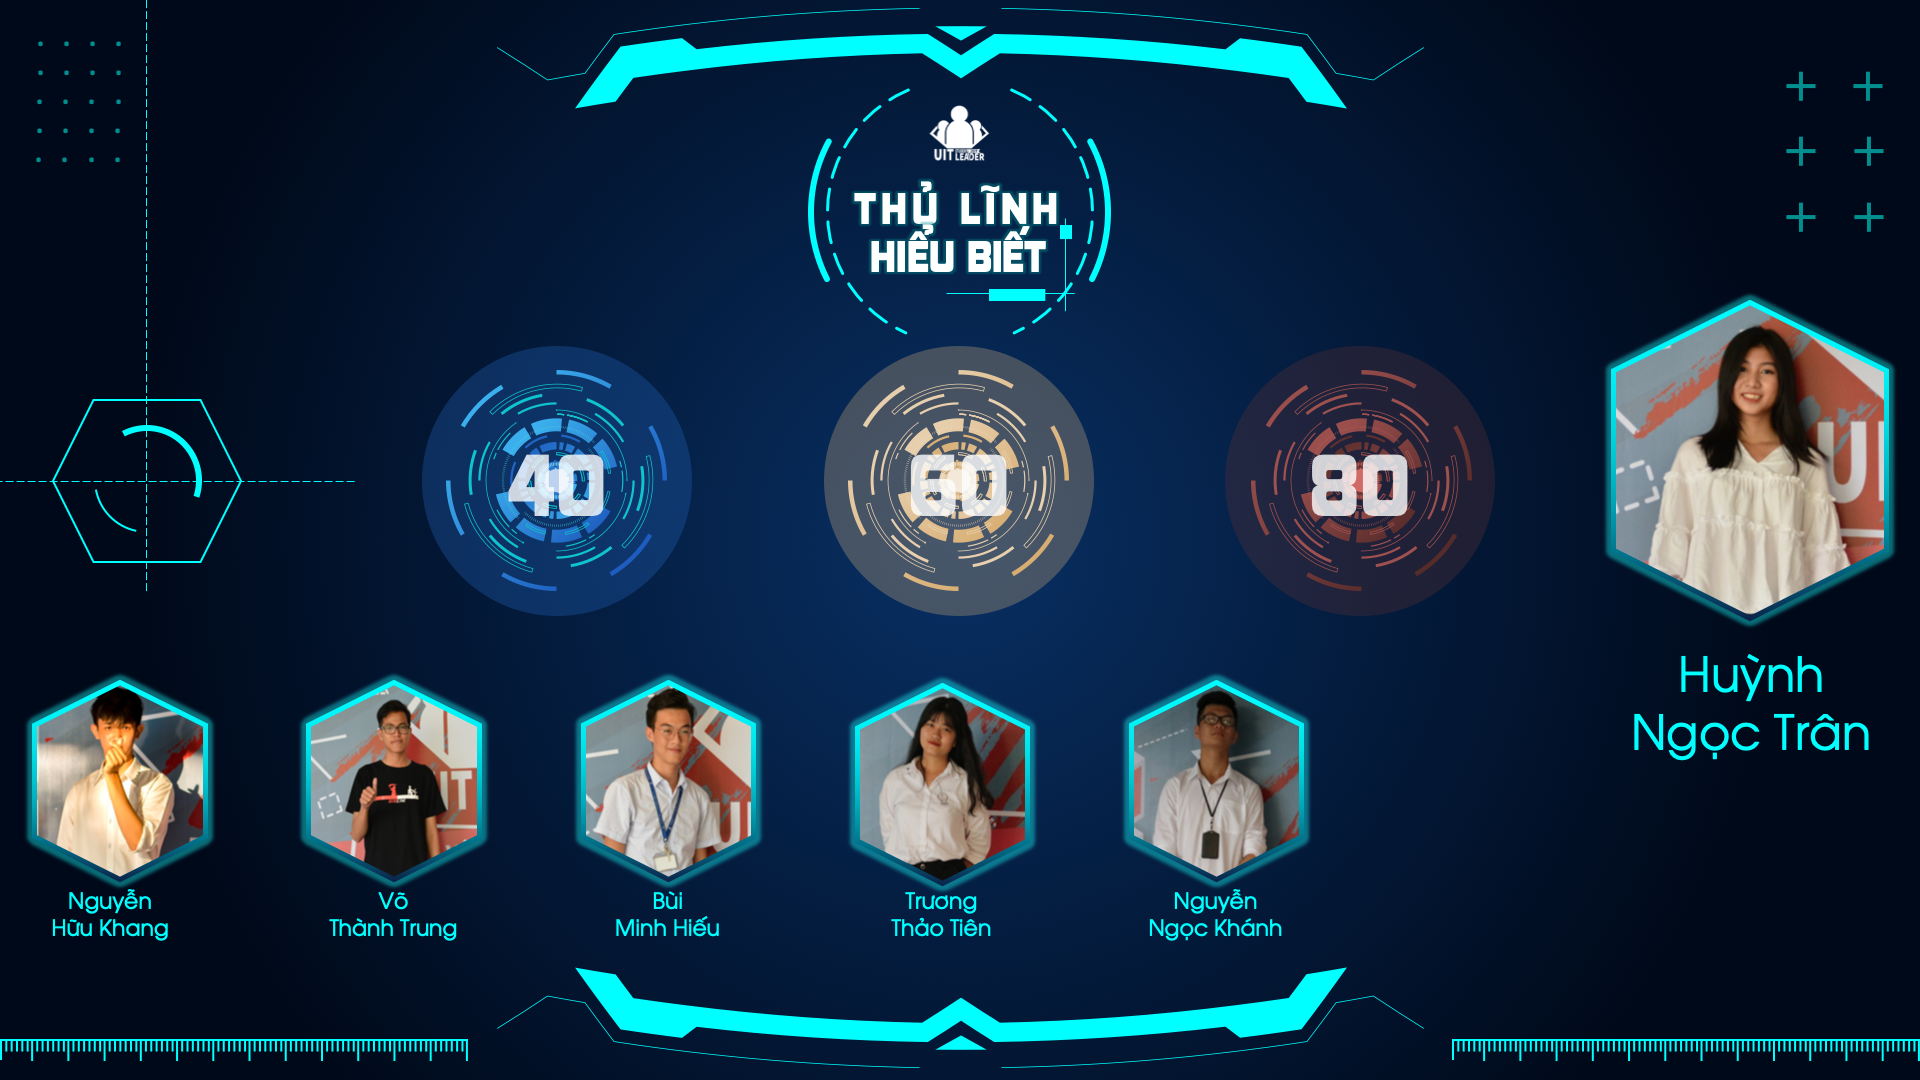 UIT LEADER
THỦ LĨNH
HIỂU BIẾT
40
60
80
Huỳnh
Ngọc Trân
Nguyễn
Hữu Khang
Võ
Thành Trung
Bùi
Minh Hiếu
Trương
Thảo Tiên
Nguyễn
Ngọc Khánh